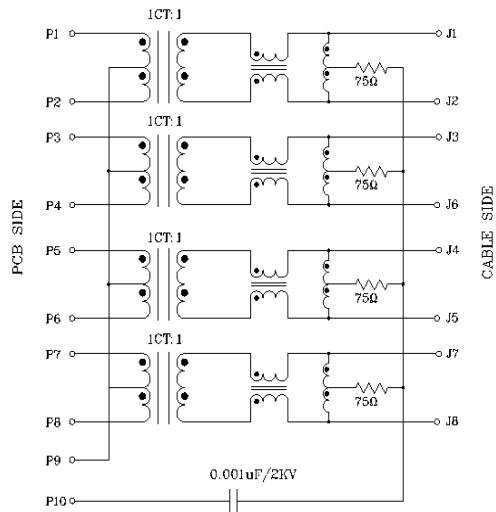 1CT:1
P1 J1
P2 75Ω J2
1CT:1
P3 J3
P4 75Ω J6
PCB SIDE
CABLE SIDE
1CT:1
P5 J4
P6 75Ω J5
1CT:1
P7 J7
P8 75Ω J8
P9
0.001uF/2KV
P10